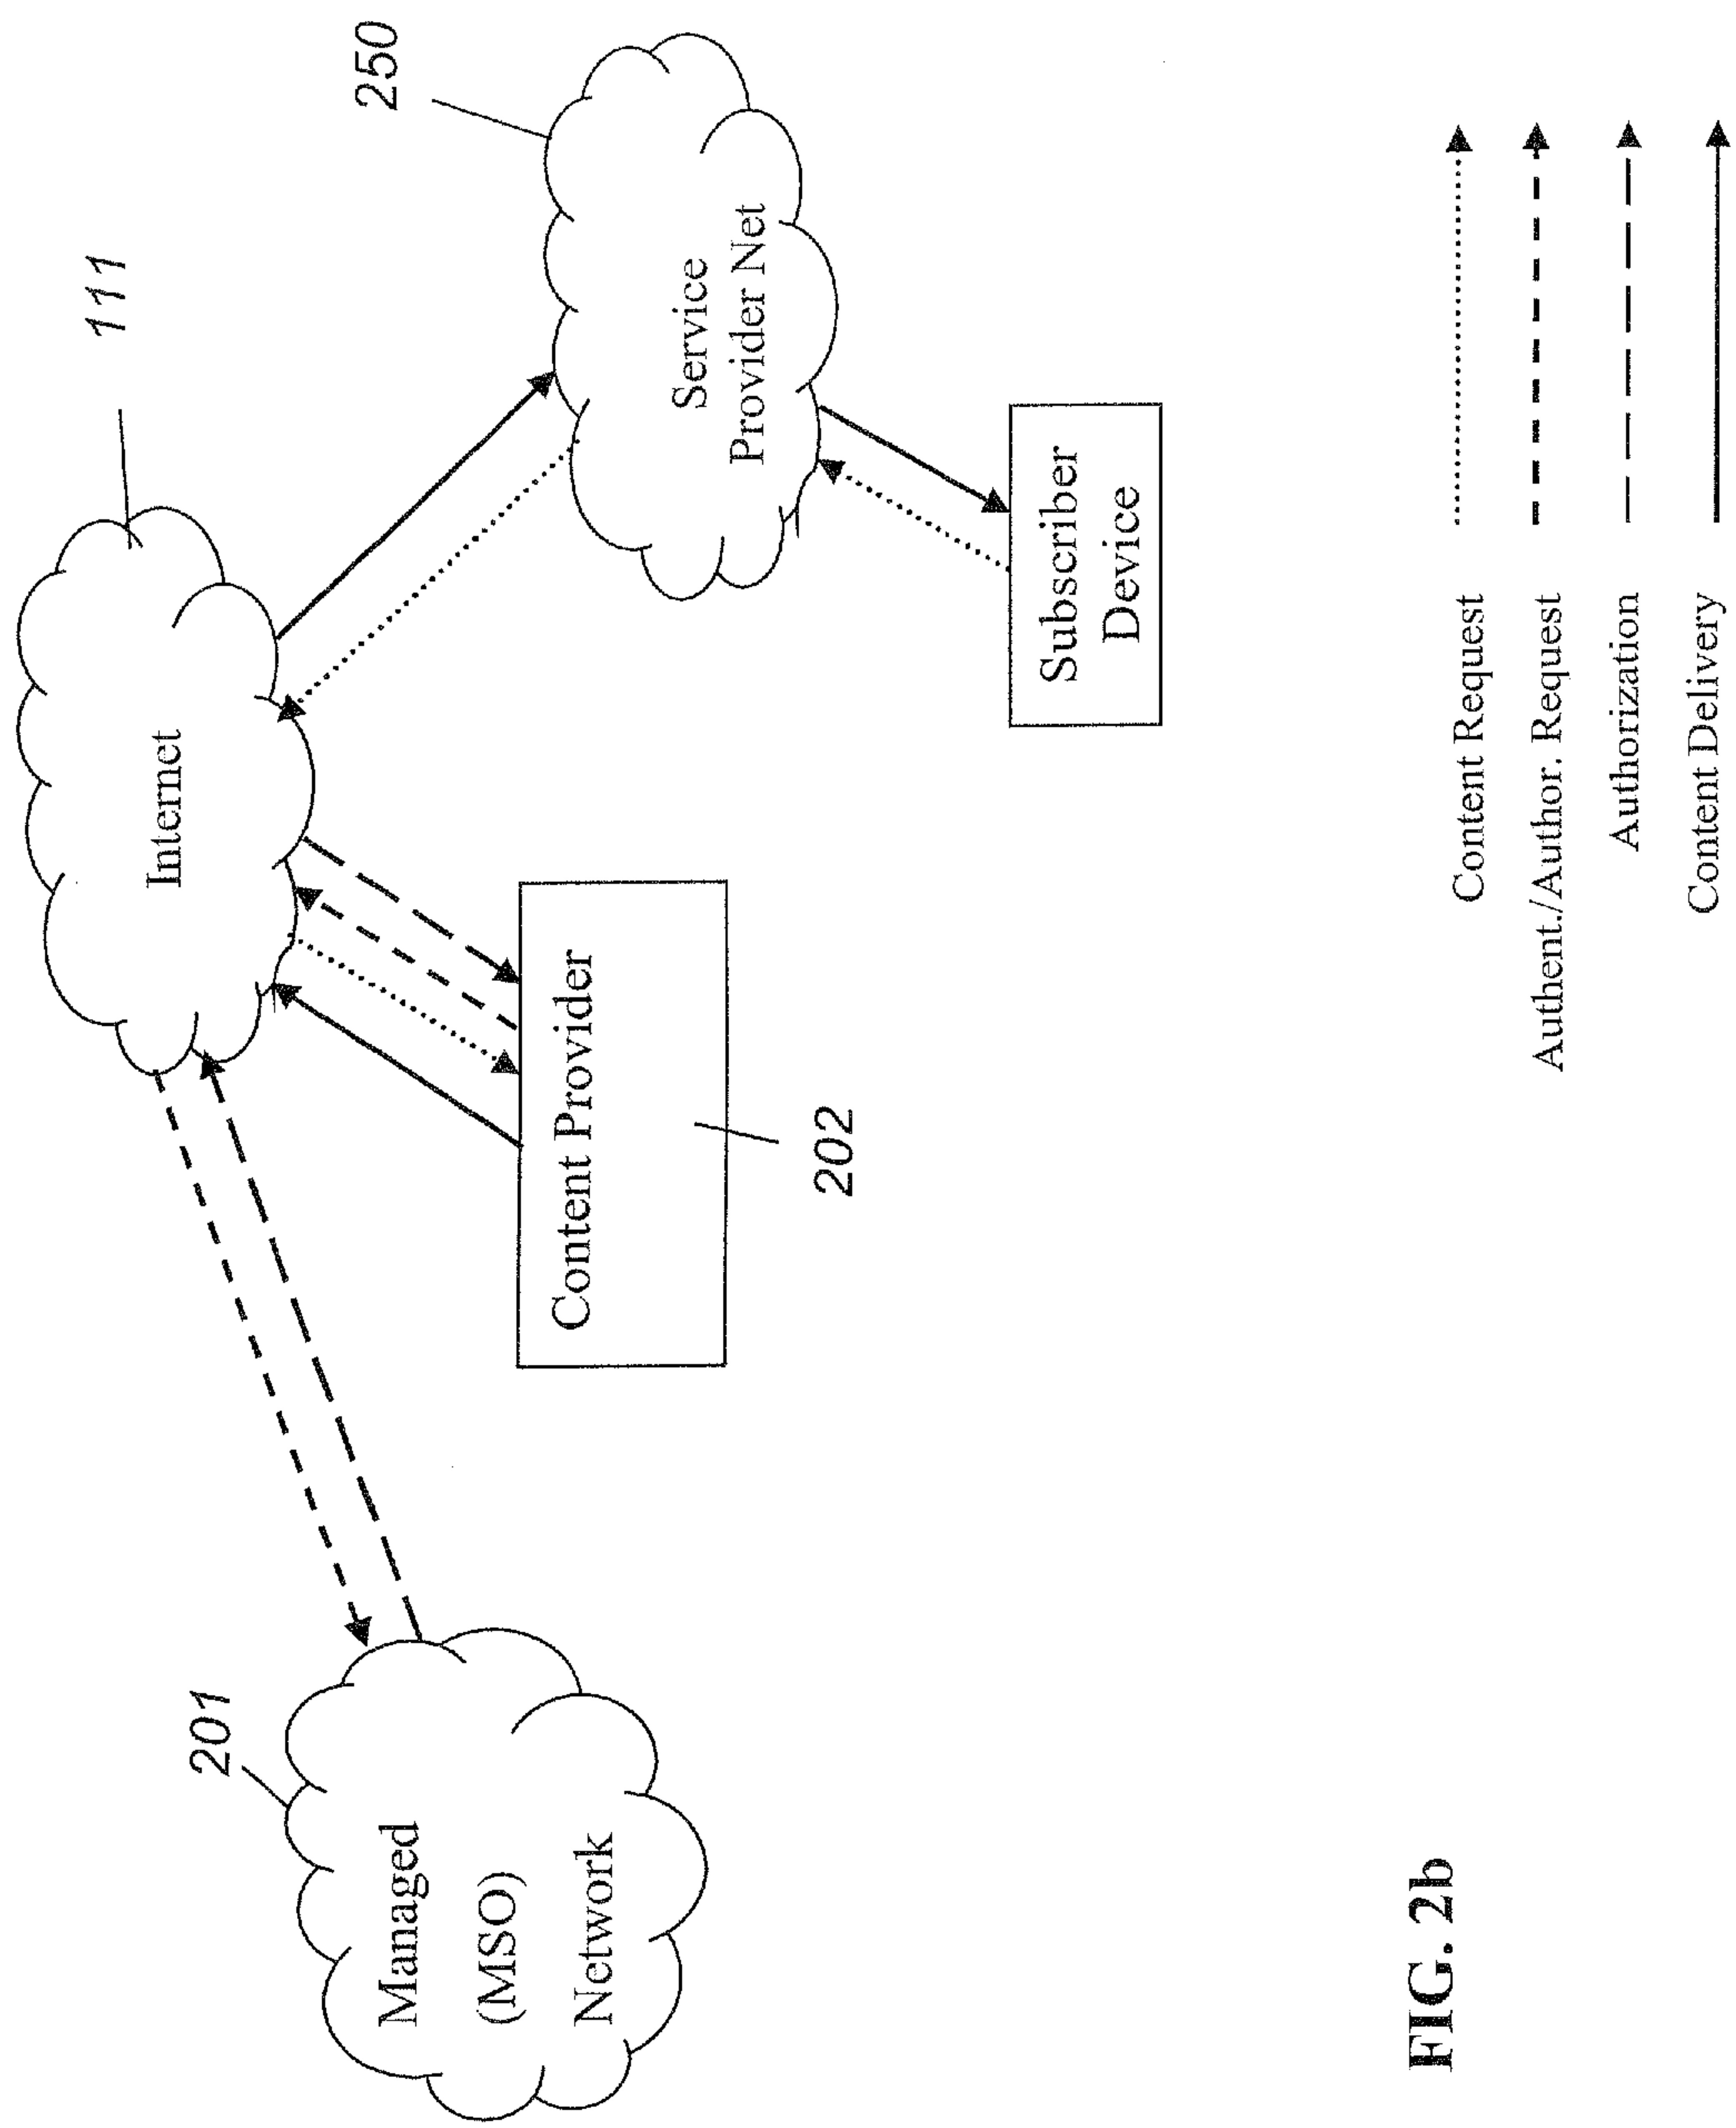 111
250
Internet
201
Managed
(MSO)
Network
Content Provider
202
Service
Provider Net
Subscriber
Device
Content Request
Authent./Author. Request
Authorization
Content Delivery
FIG. 2b